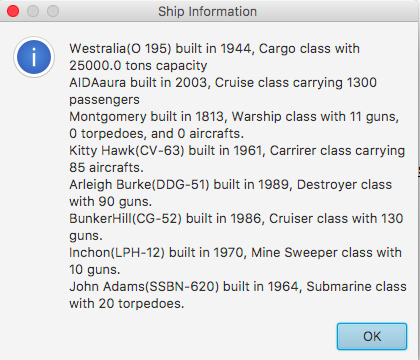 Ship Information
Westralia(O 195) built in 1944, Cargo class with
25000.0 tons capacity
AIDAaura built in 2003, Cruise class carrying 1300
passengers
Montgomery built in 1813, Warship class with 11 guns,
0 torpedoes, and 0 aircrafts.
Kitty Hawk(CV-63) built in 1961, Carrirer class carrying
85 aircrafts.
Arleigh Burke(DDG-51) built in 1989, Destroyer class
with 90 guns.
BunkerHill(CG-52) built in 1986, Cruiser class with 130
guns.
Inchon(LPH-12) built in 1970, Mine Sweeper class with
10 guns.
John Adams(SSBN-620) built in 1964, Submarine class
with 20 torpedoes.
OK